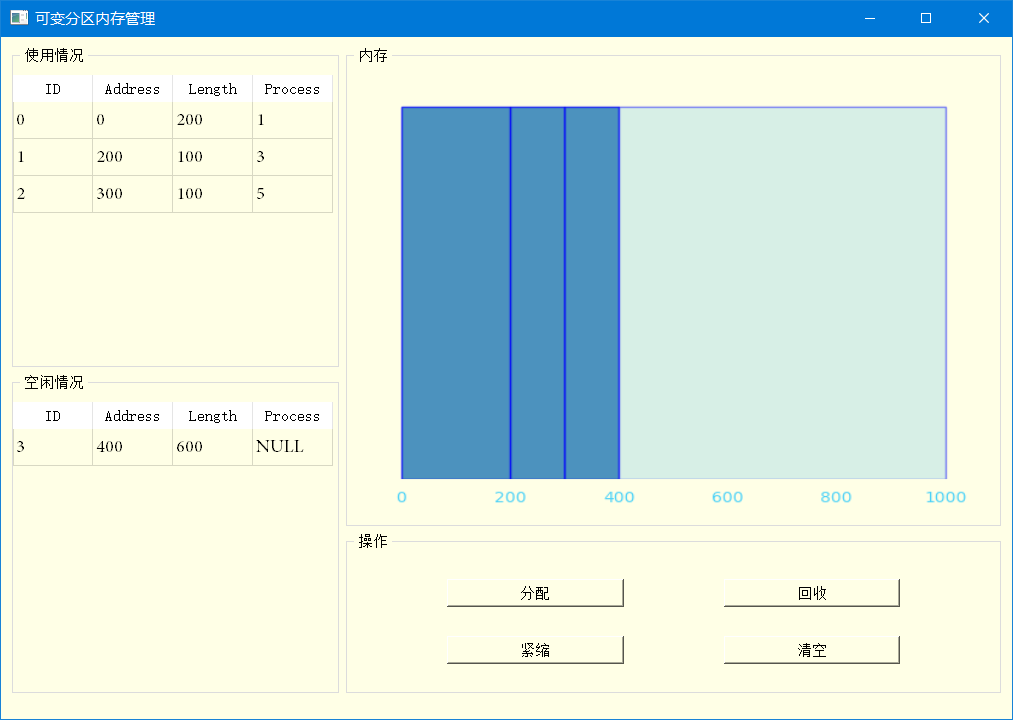 可变分区内存管理
使用情况
ID Address Length Process
0 0 200 1
1 200 100 3
2 300 100 5
空闲情况
ID Address Length Process
3 400 600 NULL
内存
0 200 400 600 800 1000
操作
分配 回收
紧缩 清空